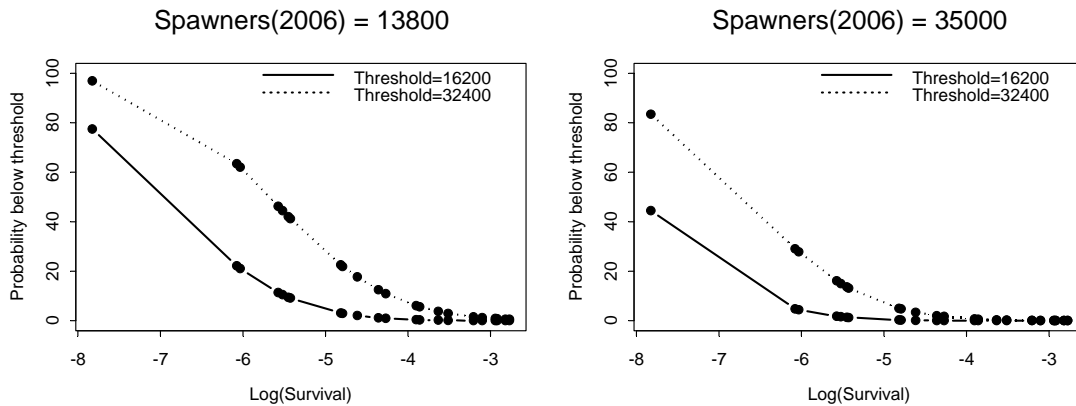 Spawners(2006) = 13800
Probability below threshold
100
80
60
40
20
0
Threshold=16200
Threshold=32400
-8 -7 -6 -5 -4 -3
Log(Survival)
Spawners(2006) = 35000
Probability below threshold
100
80
60
40
20
0
Threshold=16200
Threshold=32400
-8 -7 -6 -5 -4 -3
Log(Survival)